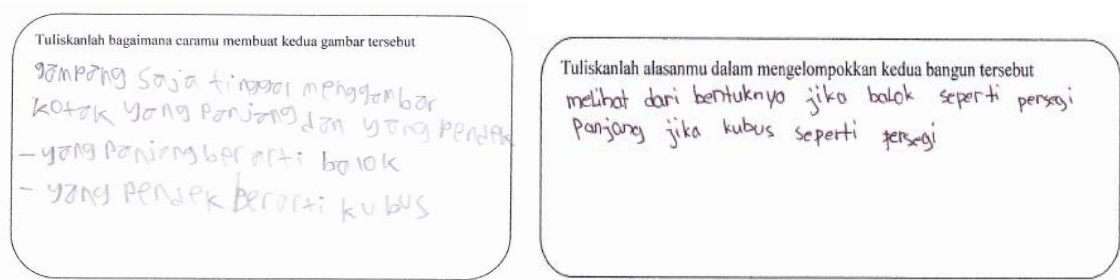 Tuliskanlah bagaimana caramu membuat kedua gambar tersebut
gampang saja tinggal menggambar
kotak yang panjang dan yang pendek
- yang panjang berarti balok
- yang pendek berarti kubus
Tuliskanlah alasanmu dalam mengelompokkan kedua bangun tersebut
melihat dari bentuknya jika balok seperti persegi
panjang jika kubus seperti persegi